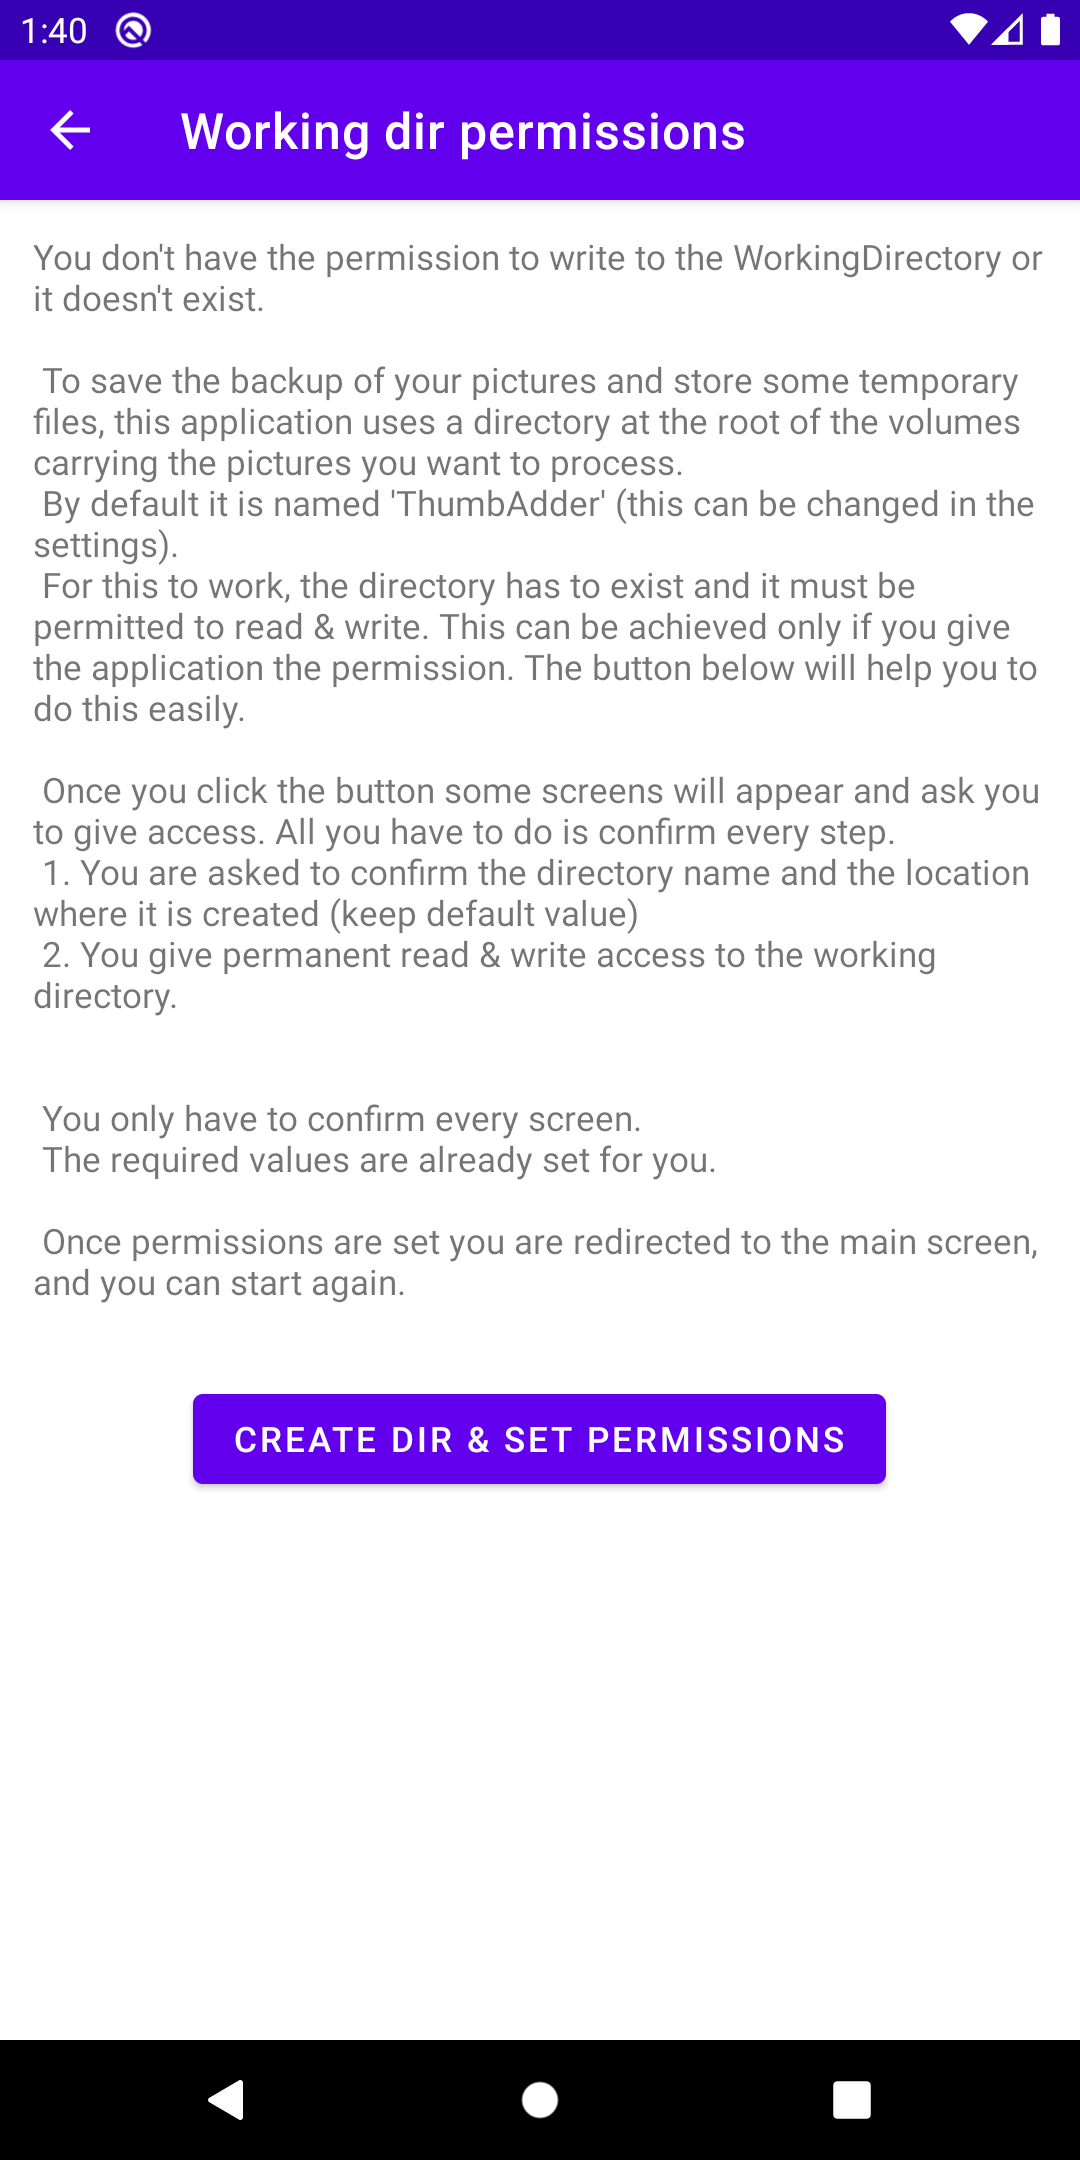 1:40
Working dir permissions
You don't have the permission to write to the WorkingDirectory or
it doesn't exist.
To save the backup of your pictures and store some temporary
files, this application uses a directory at the root of the volumes
carrying the pictures you want to process.
By default it is named 'ThumbAdder' (this can be changed in the
settings).
For this to work, the directory has to exist and it must be
permitted to read & write. This can be achieved only if you give
the application the permission. The button below will help you to
do this easily.
Once you click the button some screens will appear and ask you
to give access. All you have to do is confirm every step.
1. You are asked to confirm the directory name and the location
where it is created (keep default value)
2. You give permanent read & write access to the working
directory.
You only have to confirm every screen.
The required values are already set for you.
Once permissions are set you are redirected to the main screen,
and you can start again.
CREATE DIR & SET PERMISSIONS